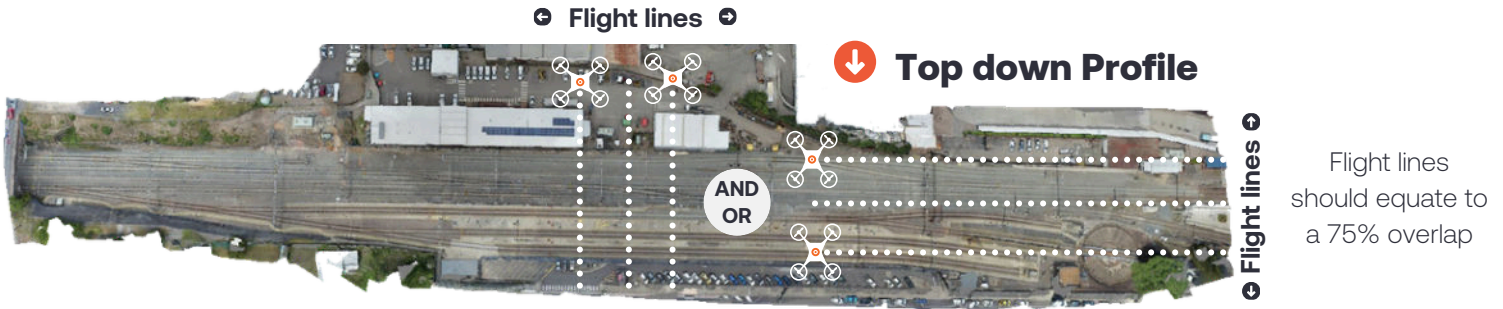 Flight lines
Top down Profile
AND
OR
Flight lines
Flight lines
should equate to
a 75% overlap